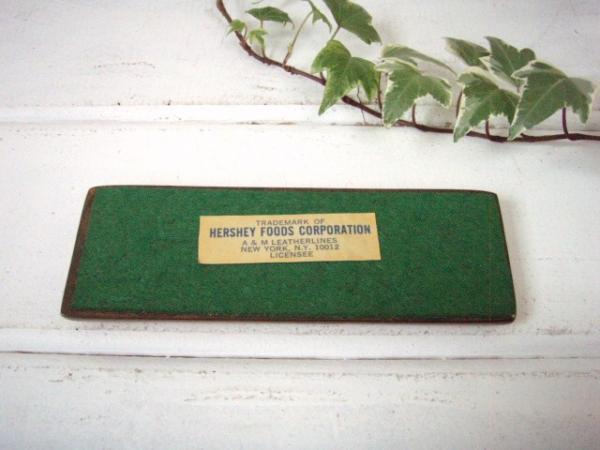 TRADEMARK OF
HERSHEY FOODS CORPORATION
A & M LEATHERLINES
NEW YORK, N.Y. 10012
LICENSEE